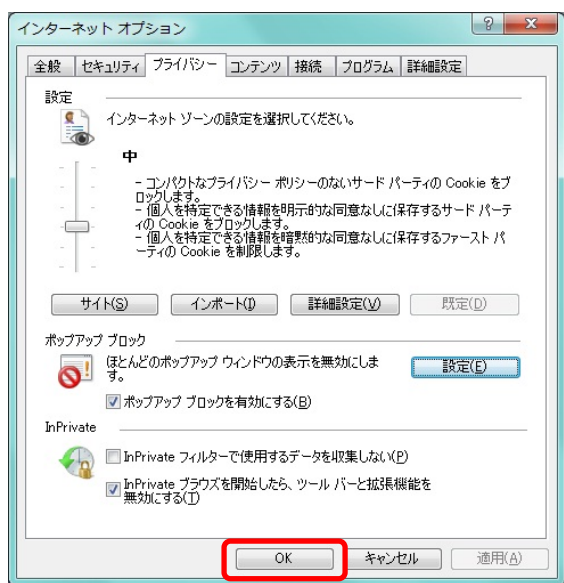 インターネット オプション
全般 セキュリティ プライバシー コンテンツ 接続 プログラム 詳細設定
設定
インターネット ゾーンの設定を選択してください。
中
- コンパクトなプライバシー ポリシーのないサード パーティの Cookie をブ
ロックします。
- 個人を特定できる情報を明示的な同意なしに保存するサード パーテ
ィの Cookie をブロックします。
- 個人を特定できる情報を暗黙的な同意なしに保存するファースト パ
ーティの Cookie を制限します。
サイト(S) インポート(I) 詳細設定(V) 既定(D)
ポップアップ ブロック
ほとんどのポップアップ ウィンドウの表示を無効にしま
す。
設定(E)
ポップアップ ブロックを有効にする(B)
InPrivate
InPrivate フィルターで使用するデータを収集しない(P)
InPrivate ブラウズを開始したら、ツール バーと拡張機能を
無効にする(T)
OK キャンセル 適用(A)